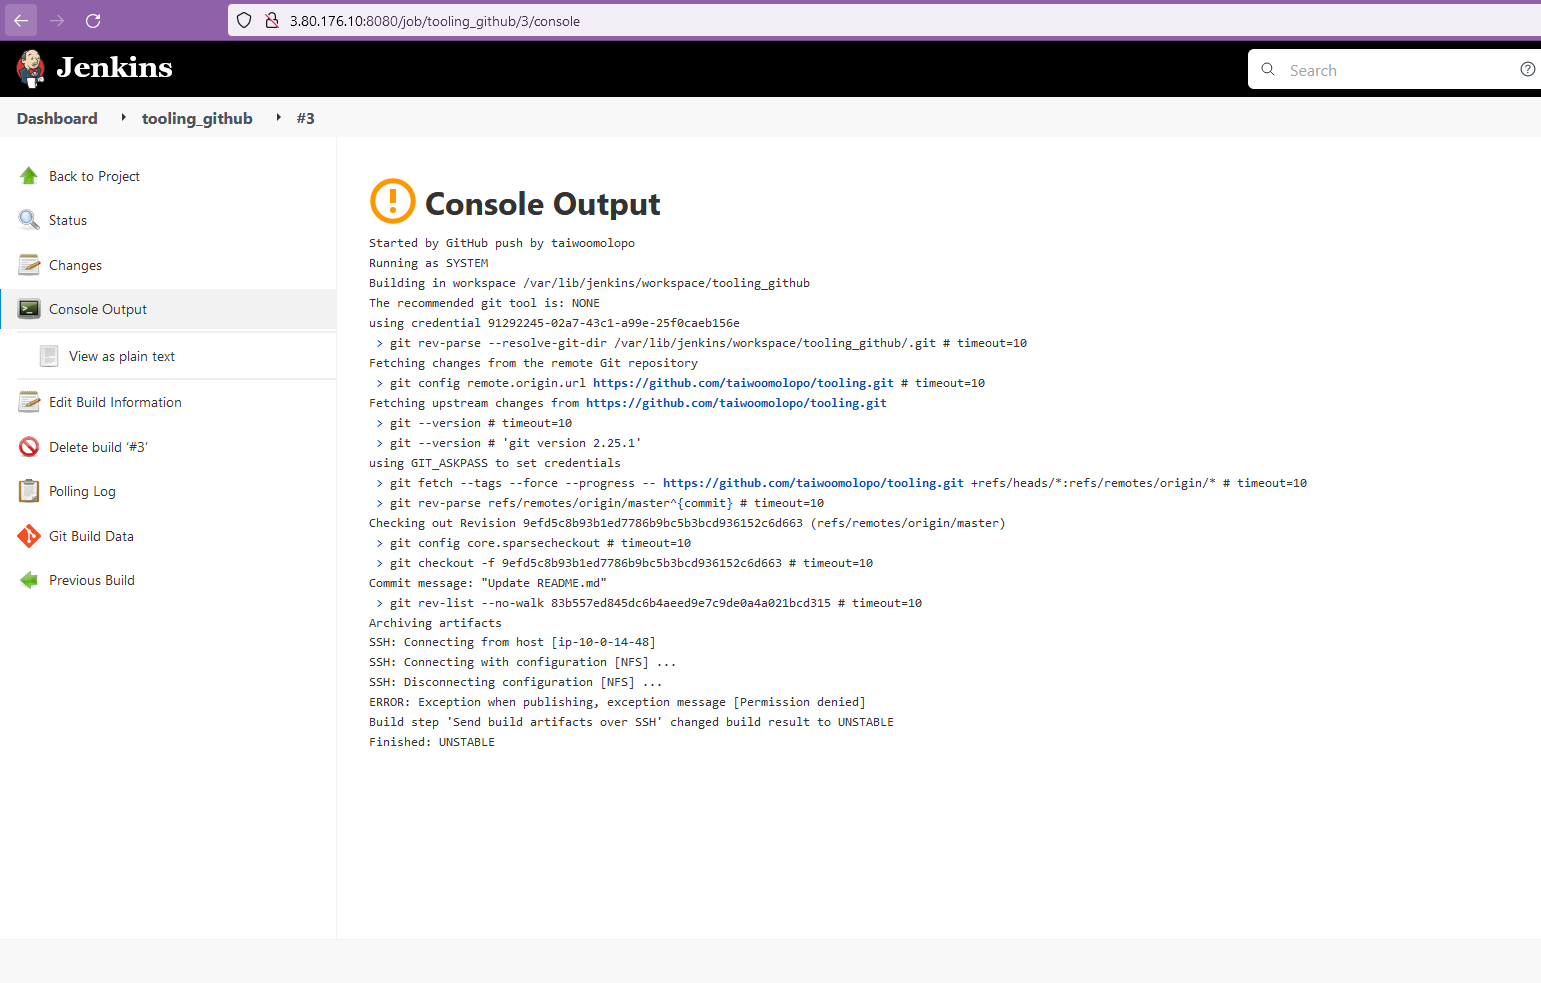 3.80.176.10:8080/job/tooling_github/3/console
Jenkins
Search
Dashboard
tooling_github
#3
Back to Project
Status
Changes
Console Output
View as plain text
Edit Build Information
Delete build ‘#3’
Polling Log
Git Build Data
Previous Build
Console Output
Started by GitHub push by taiwoomolopo
Running as SYSTEM
Building in workspace /var/lib/jenkins/workspace/tooling_github
The recommended git tool is: NONE
using credential 91292245-02a7-43c1-a99e-25f0caeb156e
> git rev-parse --resolve-git-dir /var/lib/jenkins/workspace/tooling_github/.git # timeout=10
Fetching changes from the remote Git repository
> git config remote.origin.url https://github.com/taiwoomolopo/tooling.git # timeout=10
Fetching upstream changes from https://github.com/taiwoomolopo/tooling.git
> git --version # timeout=10
> git --version # 'git version 2.25.1'
using GIT_ASKPASS to set credentials
> git fetch --tags --force --progress -- https://github.com/taiwoomolopo/tooling.git +refs/heads/*:refs/remotes/origin/* # timeout=10
> git rev-parse refs/remotes/origin/master^{commit} # timeout=10
Checking out Revision 9efd5c8b93b1ed7786b9bc5b3bcd936152c6d663 (refs/remotes/origin/master)
> git config core.sparsecheckout # timeout=10
> git checkout -f 9efd5c8b93b1ed7786b9bc5b3bcd936152c6d663 # timeout=10
Commit message: "Update README.md"
> git rev-list --no-walk 83b557ed845dc6b4aeed9e7c9de0a4a021bcd315 # timeout=10
Archiving artifacts
SSH: Connecting from host [ip-10-0-14-48]
SSH: Connecting with configuration [NFS] ...
SSH: Disconnecting configuration [NFS] ...
ERROR: Exception when publishing, exception message [Permission denied]
Build step 'Send build artifacts over SSH' changed build result to UNSTABLE
Finished: UNSTABLE